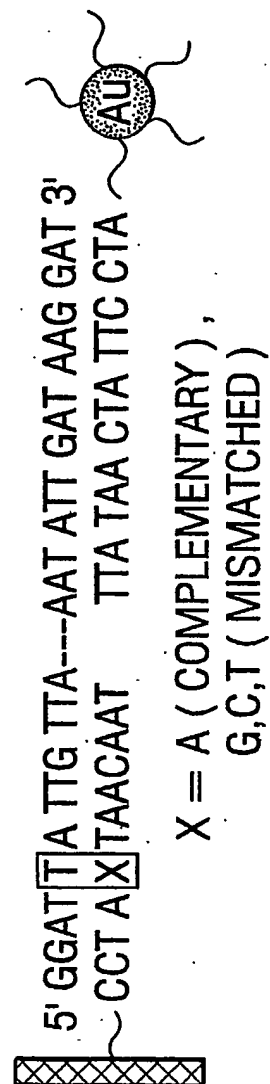 5' GGAT T A TTG TTA---AAT ATT GAT AAG GAT 3'
CCT A X TAACAAT TTA TAA CTA TTC CTA
Au
X = A ( COMPLEMENTARY ) ,
G,C,T ( MISMATCHED )